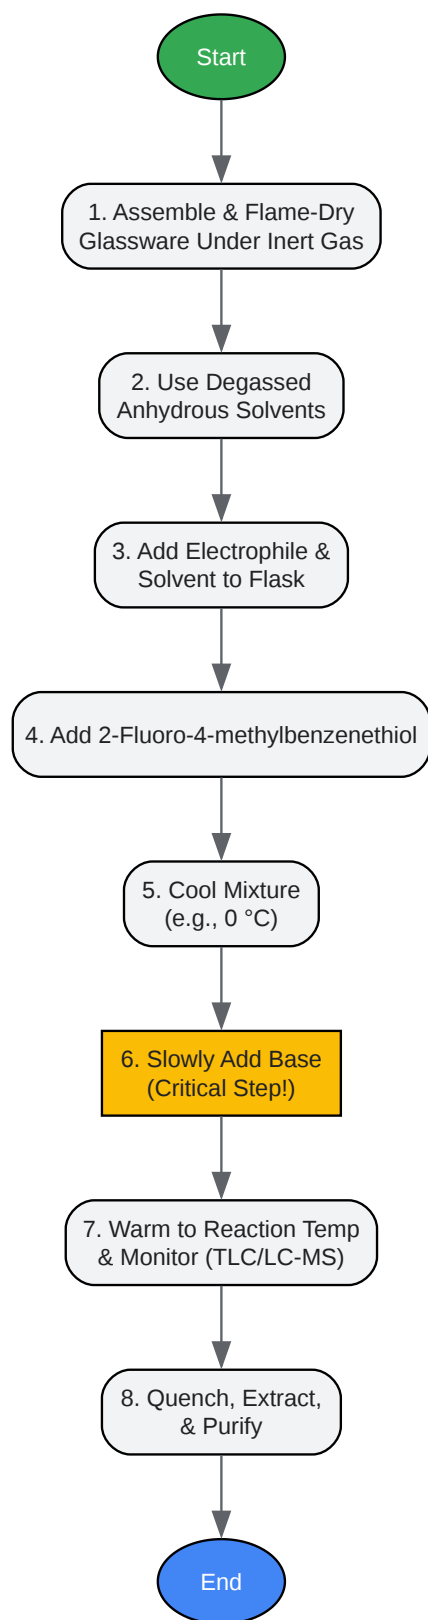 Start
1. Assemble & Flame-Dry
Glassware Under Inert Gas
2. Use Degassed
Anhydrous Solvents
3. Add Electrophile &
Solvent to Flask
4. Add 2-Fluoro-4-methylbenzenethiol
5. Cool Mixture
(e.g., 0 °C)
6. Slowly Add Base
(Critical Step!)
7. Warm to Reaction Temp
& Monitor (TLC/LC-MS)
8. Quench, Extract,
& Purify
End